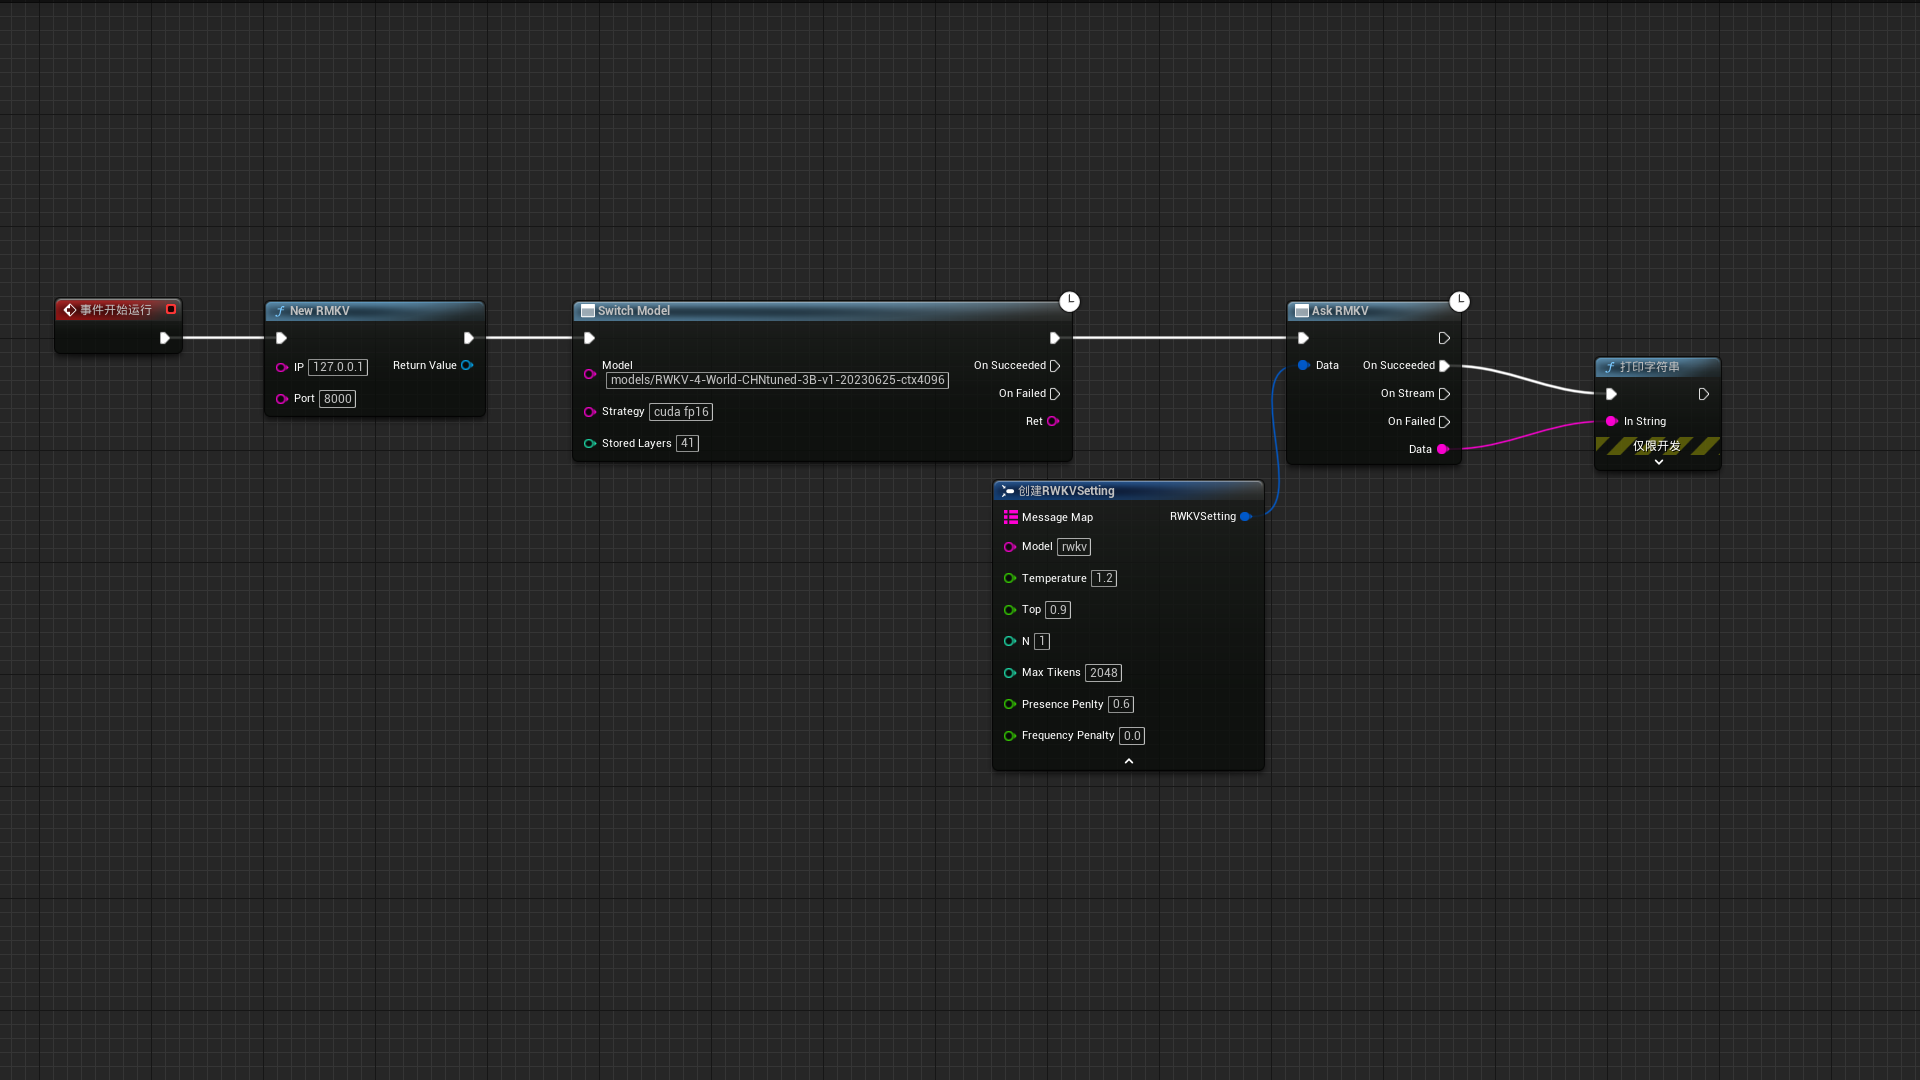 事件开始运行
New RMKV
IP 127.0.0.1
Return Value
Port 8000
Switch Model
Model
models/RWKV-4-World-CHNtuned-3B-v1-20230625-ctx4096
Strategy cuda fp16
Stored Layers 41
On Succeeded
On Failed
Ret
创建RWKVSetting
Message Map
RWKVSetting
Model rwkv
Temperature 1.2
Top 0.9
N 1
Max Tikens 2048
Presence Penlty 0.6
Frequency Penalty 0.0
Ask RMKV
Data
On Succeeded
On Stream
On Failed
Data
打印字符串
In String
仅限开发